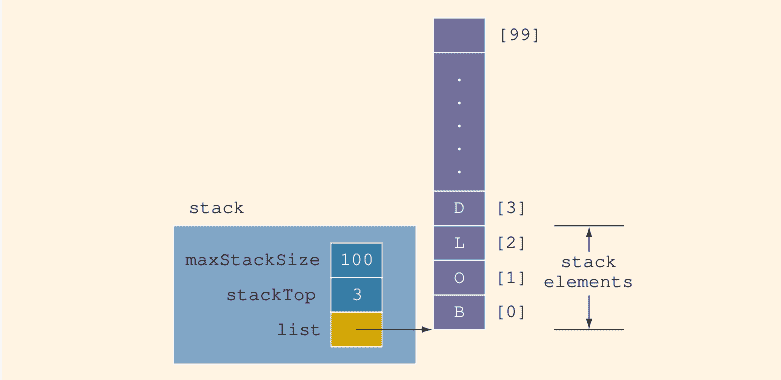 [99]
.
.
.
.
.
D [3]
stack
L [2]
maxStackSize 100
stack
elements
O [1]
stackTop 3
B [0]
list